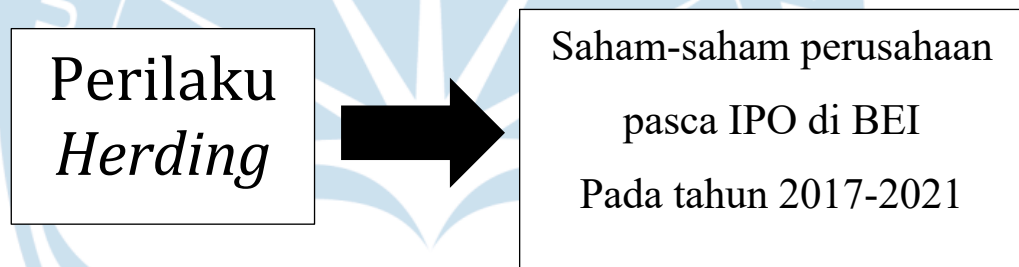 Perilaku
Herding
Saham-saham perusahaan
pasca IPO di BEI
Pada tahun 2017-2021